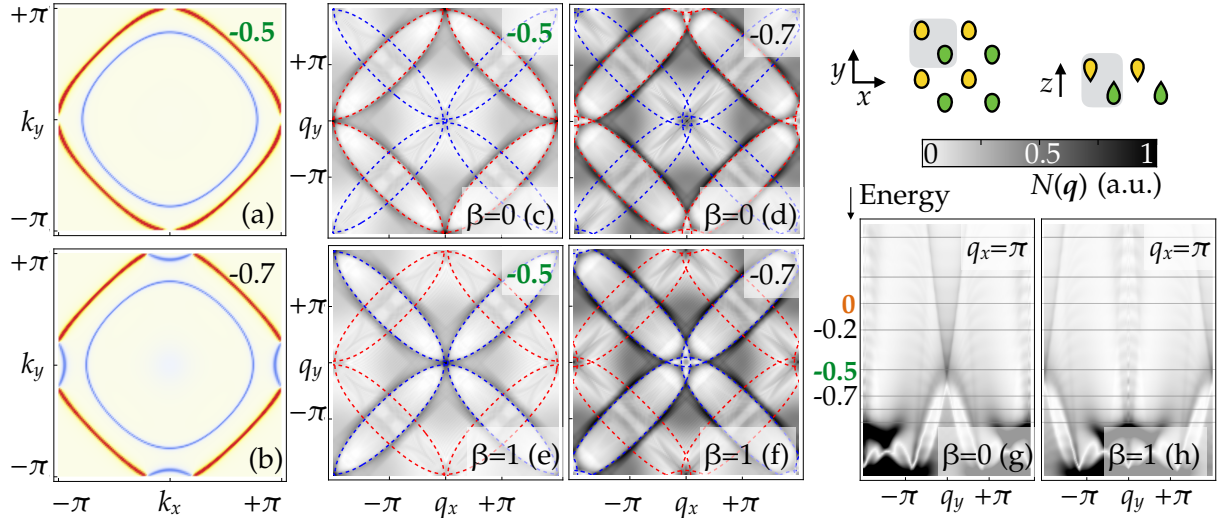 +π
k_y
−π
-0.5
(a)
+π
k_y
−π
-0.7
(b)
−π
k_x
+π
+π
q_y
−π
-0.5
β=0 (c)
-0.7
β=0 (d)
+π
q_y
−π
-0.5
β=1 (e)
-0.7
β=1 (f)
−π q_x +π
−π q_x +π
y
x
z
0 0.5 1
N(q) (a.u.)
Energy
0
-0.2
-0.5
-0.7
q_x=π
β=0 (g)
q_x=π
β=1 (h)
−π q_y +π
−π q_y +π